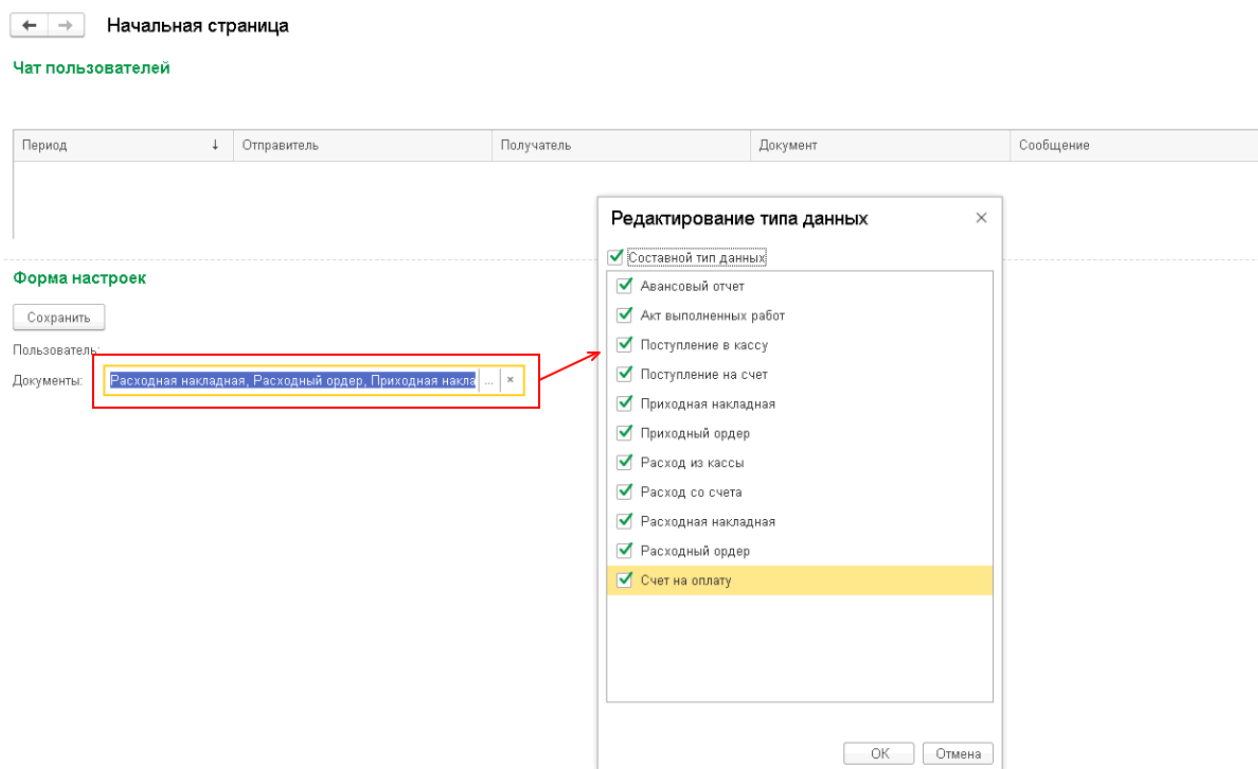 Начальная страница
Чат пользователей
Период Отправитель Получатель Документ Сообщение
Редактирование типа данных
Составной тип данных
Авансовый отчет
Акт выполненных работ
Поступление в кассу
Поступление на счет
Приходная накладная
Приходный ордер
Расход из кассы
Расход со счета
Расходная накладная
Расходный ордер
Счет на оплату
OK Отмена
Форма настроек
Сохранить
Пользователь:
Документы: Расходная накладная, Расходный ордер, Приходная накла ...